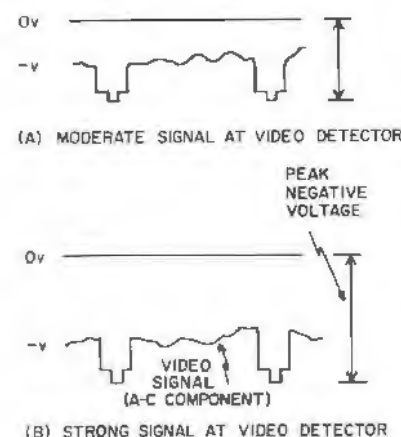 0v
-v
(A) MODERATE SIGNAL AT VIDEO DETECTOR
PEAK
NEGATIVE
VOLTAGE
0v
-v
VIDEO
SIGNAL
(A-C COMPONENT)
(B) STRONG SIGNAL AT VIDEO DETECTOR